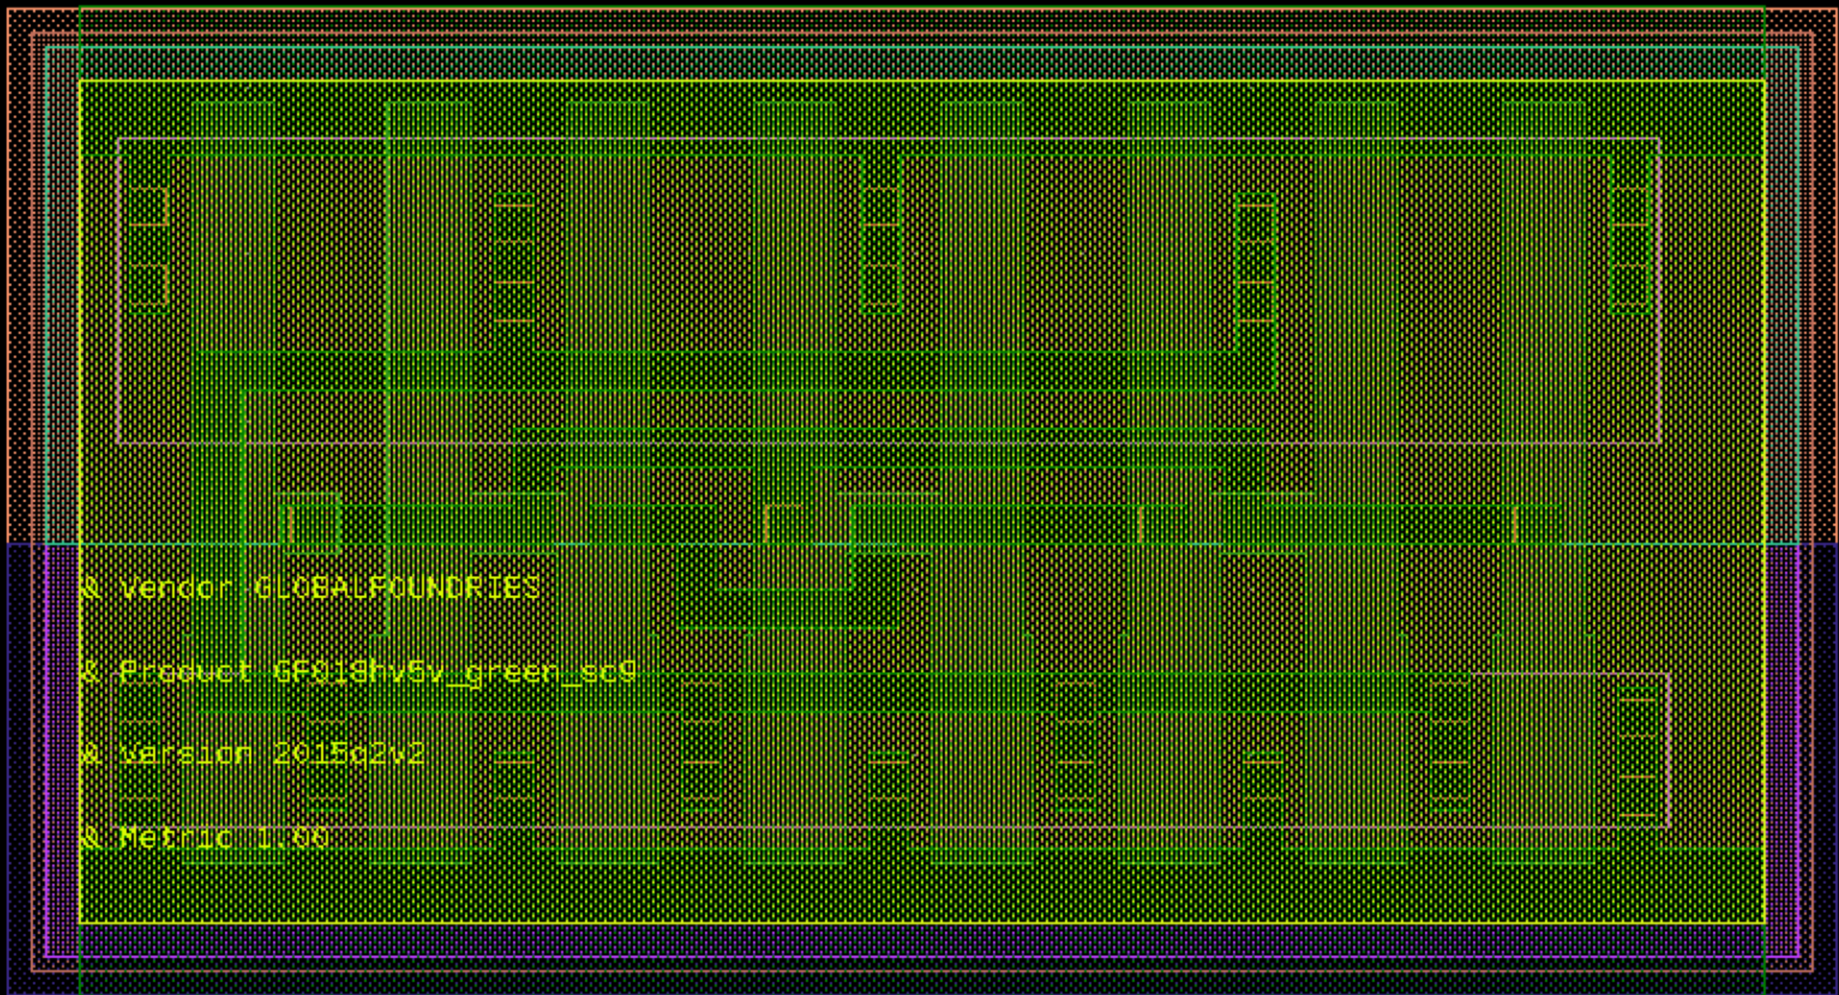 & Vendor GLOBALFOUNDRIES
& Product GF018hv5v_green_sc9
& Version 2015q2v2
& Metric 1.00